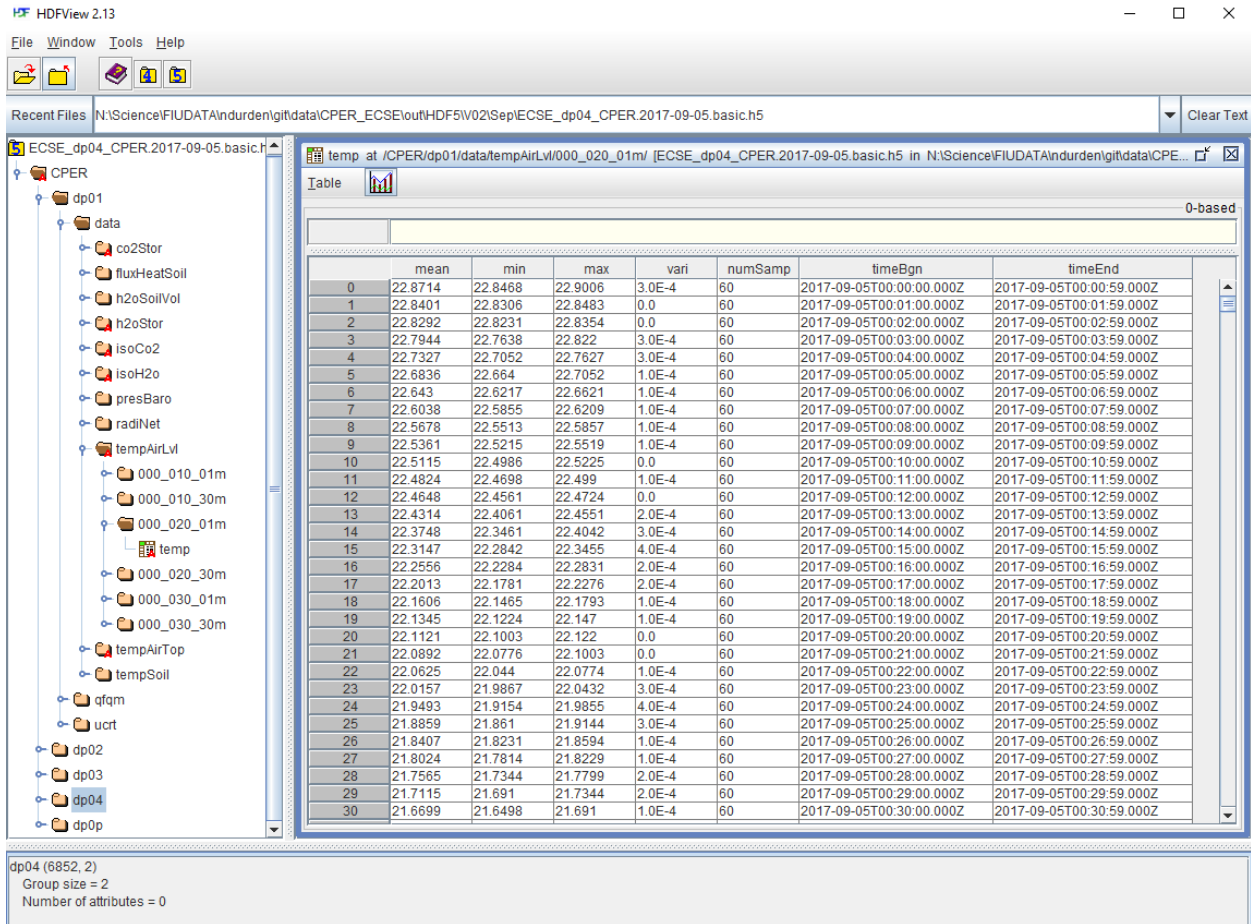 HDF HDFView 2.13
File Window Tools Help
4 5
Recent Files N:\Science\FIUDATA\ndurden\git\data\CPER_ECSE\out\HDF5\V02\Sep\ECSE_dp04_CPER.2017-09-05.basic.h5 Clear Text
5 ECSE_dp04_CPER.2017-09-05.basic.h
CPER
dp01
data
co2Stor
fluxHeatSoil
h2oSoilVol
h2oStor
isoCo2
isoH2o
presBaro
radiNet
tempAirLvl
000_010_01m
000_010_30m
000_020_01m
temp
000_020_30m
000_030_01m
000_030_30m
tempAirTop
tempSoil
qfqm
ucrt
dp02
dp03
dp04
dp0p
temp at /CPER/dp01/data/tempAirLvl/000_020_01m/ [ECSE_dp04_CPER.2017-09-05.basic.h5 in N:\Science\FIUDATA\ndurden\git\data\CPE...
Table
0-based
mean min max vari numSamp timeBgn timeEnd
0 22.8714 22.8468 22.9006 3.0E-4 60 2017-09-05T00:00:00.000Z 2017-09-05T00:00:59.000Z
1 22.8401 22.8306 22.8483 0.0 60 2017-09-05T00:01:00.000Z 2017-09-05T00:01:59.000Z
2 22.8292 22.8231 22.8354 0.0 60 2017-09-05T00:02:00.000Z 2017-09-05T00:02:59.000Z
3 22.7944 22.7638 22.822 3.0E-4 60 2017-09-05T00:03:00.000Z 2017-09-05T00:03:59.000Z
4 22.7327 22.7052 22.7627 3.0E-4 60 2017-09-05T00:04:00.000Z 2017-09-05T00:04:59.000Z
5 22.6836 22.664 22.7052 1.0E-4 60 2017-09-05T00:05:00.000Z 2017-09-05T00:05:59.000Z
6 22.643 22.6217 22.6621 1.0E-4 60 2017-09-05T00:06:00.000Z 2017-09-05T00:06:59.000Z
7 22.6038 22.5855 22.6209 1.0E-4 60 2017-09-05T00:07:00.000Z 2017-09-05T00:07:59.000Z
8 22.5678 22.5513 22.5857 1.0E-4 60 2017-09-05T00:08:00.000Z 2017-09-05T00:08:59.000Z
9 22.5361 22.5215 22.5519 1.0E-4 60 2017-09-05T00:09:00.000Z 2017-09-05T00:09:59.000Z
10 22.5115 22.4986 22.5225 0.0 60 2017-09-05T00:10:00.000Z 2017-09-05T00:10:59.000Z
11 22.4824 22.4698 22.499 1.0E-4 60 2017-09-05T00:11:00.000Z 2017-09-05T00:11:59.000Z
12 22.4648 22.4561 22.4724 0.0 60 2017-09-05T00:12:00.000Z 2017-09-05T00:12:59.000Z
13 22.4314 22.4061 22.4551 2.0E-4 60 2017-09-05T00:13:00.000Z 2017-09-05T00:13:59.000Z
14 22.3748 22.3461 22.4042 3.0E-4 60 2017-09-05T00:14:00.000Z 2017-09-05T00:14:59.000Z
15 22.3147 22.2842 22.3455 4.0E-4 60 2017-09-05T00:15:00.000Z 2017-09-05T00:15:59.000Z
16 22.2556 22.2284 22.2831 2.0E-4 60 2017-09-05T00:16:00.000Z 2017-09-05T00:16:59.000Z
17 22.2013 22.1781 22.2276 2.0E-4 60 2017-09-05T00:17:00.000Z 2017-09-05T00:17:59.000Z
18 22.1606 22.1465 22.1793 1.0E-4 60 2017-09-05T00:18:00.000Z 2017-09-05T00:18:59.000Z
19 22.1345 22.1224 22.147 1.0E-4 60 2017-09-05T00:19:00.000Z 2017-09-05T00:19:59.000Z
20 22.1121 22.1003 22.122 0.0 60 2017-09-05T00:20:00.000Z 2017-09-05T00:20:59.000Z
21 22.0892 22.0776 22.1003 0.0 60 2017-09-05T00:21:00.000Z 2017-09-05T00:21:59.000Z
22 22.0625 22.044 22.0774 1.0E-4 60 2017-09-05T00:22:00.000Z 2017-09-05T00:22:59.000Z
23 22.0157 21.9867 22.0432 3.0E-4 60 2017-09-05T00:23:00.000Z 2017-09-05T00:23:59.000Z
24 21.9493 21.9154 21.9855 4.0E-4 60 2017-09-05T00:24:00.000Z 2017-09-05T00:24:59.000Z
25 21.8859 21.861 21.9144 3.0E-4 60 2017-09-05T00:25:00.000Z 2017-09-05T00:25:59.000Z
26 21.8407 21.8231 21.8594 1.0E-4 60 2017-09-05T00:26:00.000Z 2017-09-05T00:26:59.000Z
27 21.8024 21.7814 21.8229 1.0E-4 60 2017-09-05T00:27:00.000Z 2017-09-05T00:27:59.000Z
28 21.7565 21.7344 21.7799 2.0E-4 60 2017-09-05T00:28:00.000Z 2017-09-05T00:28:59.000Z
29 21.7115 21.691 21.7344 2.0E-4 60 2017-09-05T00:29:00.000Z 2017-09-05T00:29:59.000Z
30 21.6699 21.6498 21.691 1.0E-4 60 2017-09-05T00:30:00.000Z 2017-09-05T00:30:59.000Z
dp04 (6852, 2)
Group size = 2
Number of attributes = 0